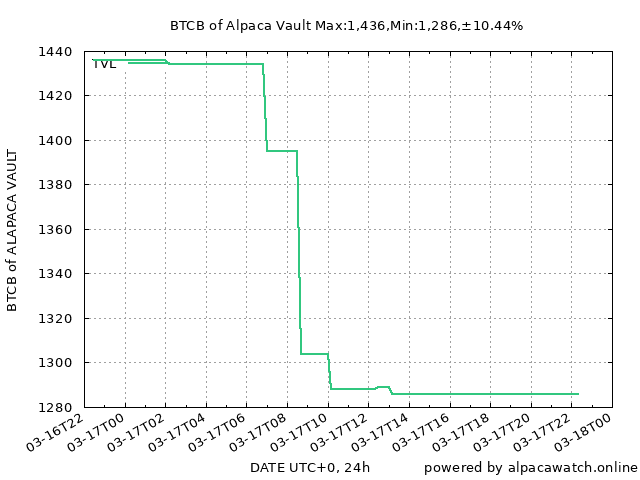 BTCB of Alpaca Vault Max:1,436,Min:1,286,±10.44%
1440
TVL
1420
1400
1380
1360
1340
1320
1300
1280
BTCB of ALAPACA VAULT
03-16T22
03-17T00
03-17T02
03-17T04
03-17T06
03-17T08
03-17T10
03-17T12
03-17T14
03-17T16
03-17T18
03-17T20
03-17T22
03-18T00
DATE UTC+0, 24h
powered by alpacawatch.online